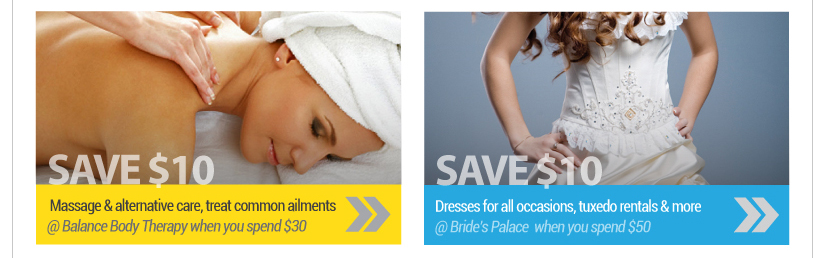 SAVE $10
Massage & alternative care, treat common ailments
@ Balance Body Therapy when you spend $30
SAVE $10
Dresses for all occasions, tuxedo rentals & more
@ Bride's Palace when you spend $50